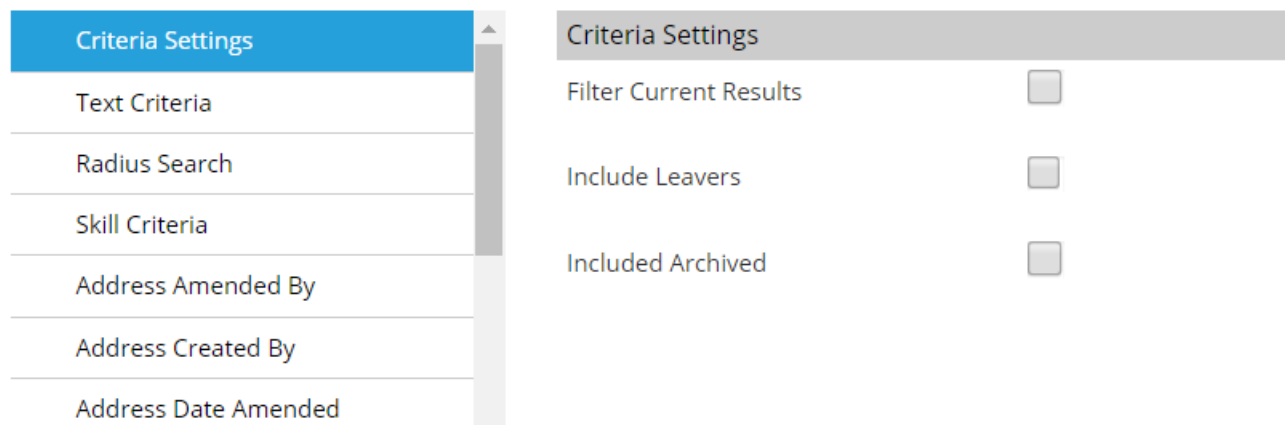 Criteria Settings
Text Criteria
Radius Search
Skill Criteria
Address Amended By
Address Created By
Address Date Amended
Criteria Settings
Filter Current Results
Include Leavers
Included Archived